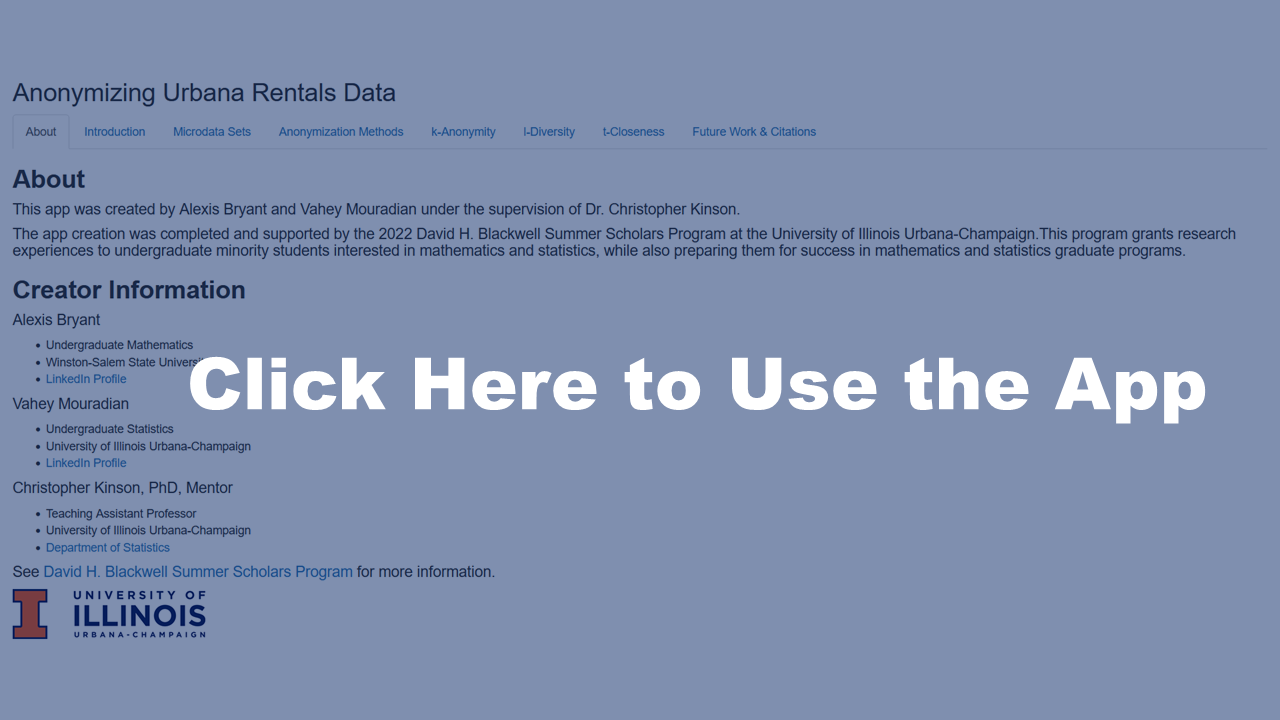 Anonymizing Urbana Rentals Data
About Introduction Microdata Sets Anonymization Methods k-Anonymity l-Diversity t-Closeness Future Work & Citations
About
This app was created by Alexis Bryant and Vahey Mouradian under the supervision of Dr. Christopher Kinson.
The app creation was completed and supported by the 2022 David H. Blackwell Summer Scholars Program at the University of Illinois Urbana-Champaign.This program grants research
experiences to undergraduate minority students interested in mathematics and statistics, while also preparing them for success in mathematics and statistics graduate programs.
Creator Information
Alexis Bryant
• Undergraduate Mathematics
• Winston-Salem State
• LinkedIn Profile
Click Here to Use the App
Vahey Mouradian
• Undergraduate Statistics
• University of Illinois Urbana-Champaign
• LinkedIn Profile
Christopher Kinson, PhD, Mentor
• Teaching Assistant Professor
• University of Illinois Urbana-Champaign
• Department of Statistics
See David H. Blackwell Summer Scholars Program for more information.
UNIVERSITY OF
ILLINOIS
URBANA-CHAMPAIGN